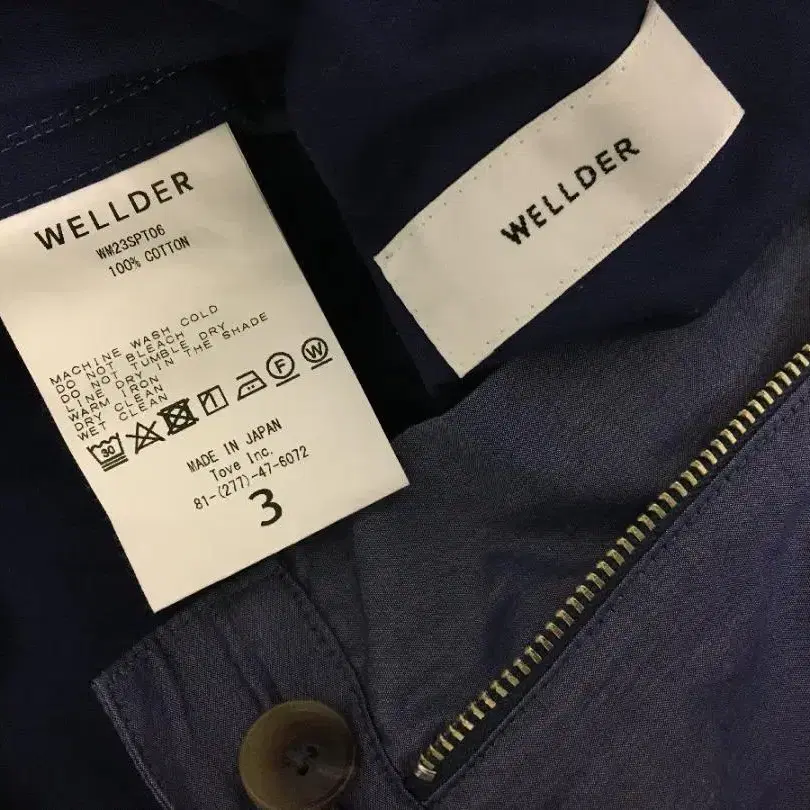 WELLDER
WM23SPT06
100% COTTON
MACHINE WASH COLD
DO NOT BLEACH
DO NOT TUMBLE DRY
LINE DRY IN THE SHADE
WARM IRON
DRY CLEAN
WET CLEAN
30
F
W
MADE IN JAPAN
Tove Inc.
81-(277)-47-6072
3
WELLDER